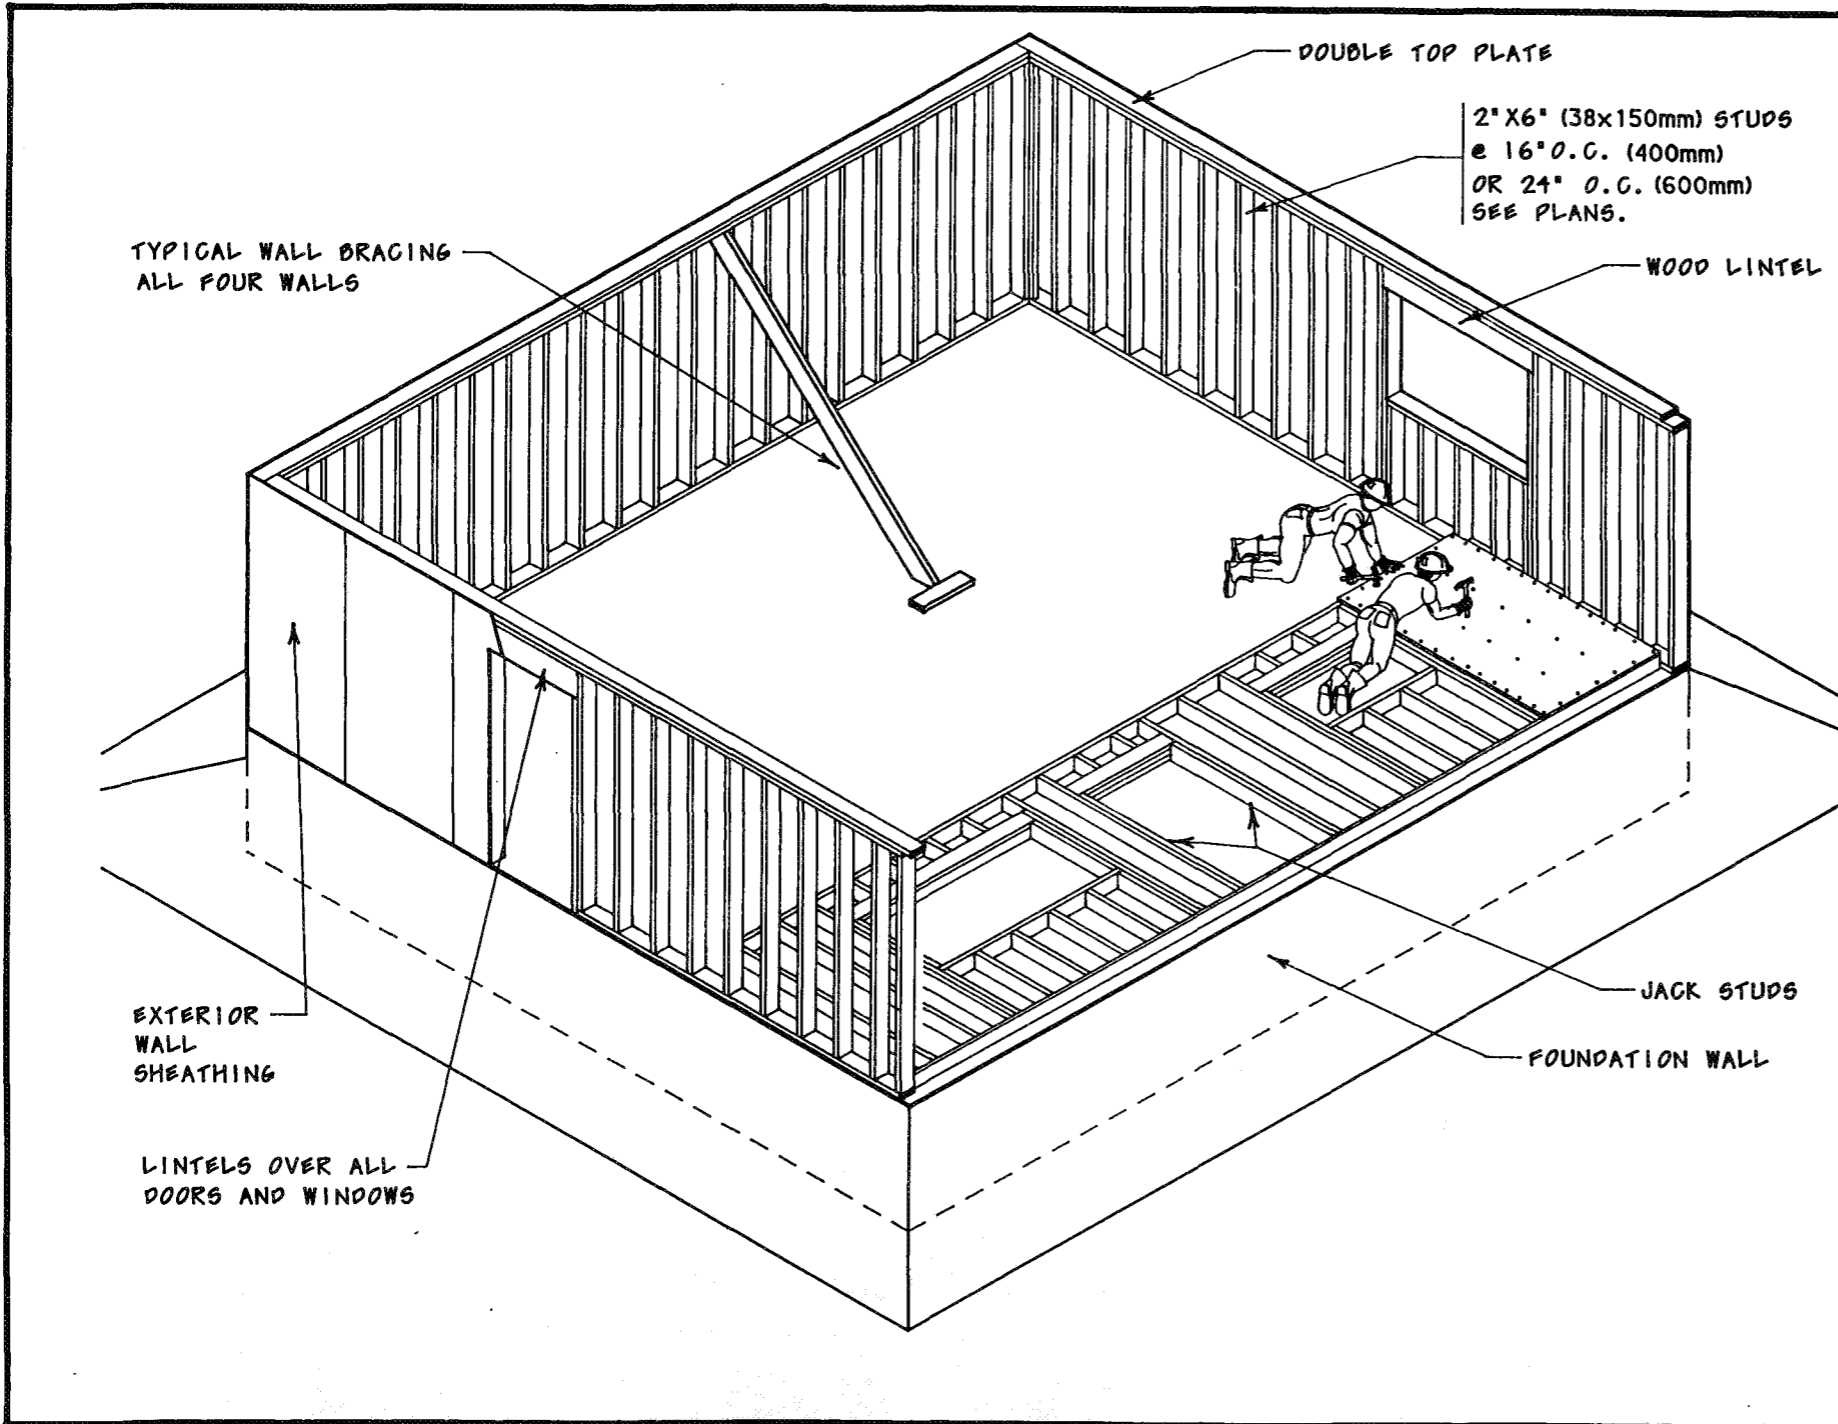 DOUBLE TOP PLATE
2"X6" (38x150mm) STUDS
@ 16"O.C. (400mm)
OR 24" O.C. (600mm)
SEE PLANS.
WOOD LINTEL
TYPICAL WALL BRACING
ALL FOUR WALLS
EXTERIOR
WALL
SHEATHING
LINTELS OVER ALL
DOORS AND WINDOWS
JACK STUDS
FOUNDATION WALL